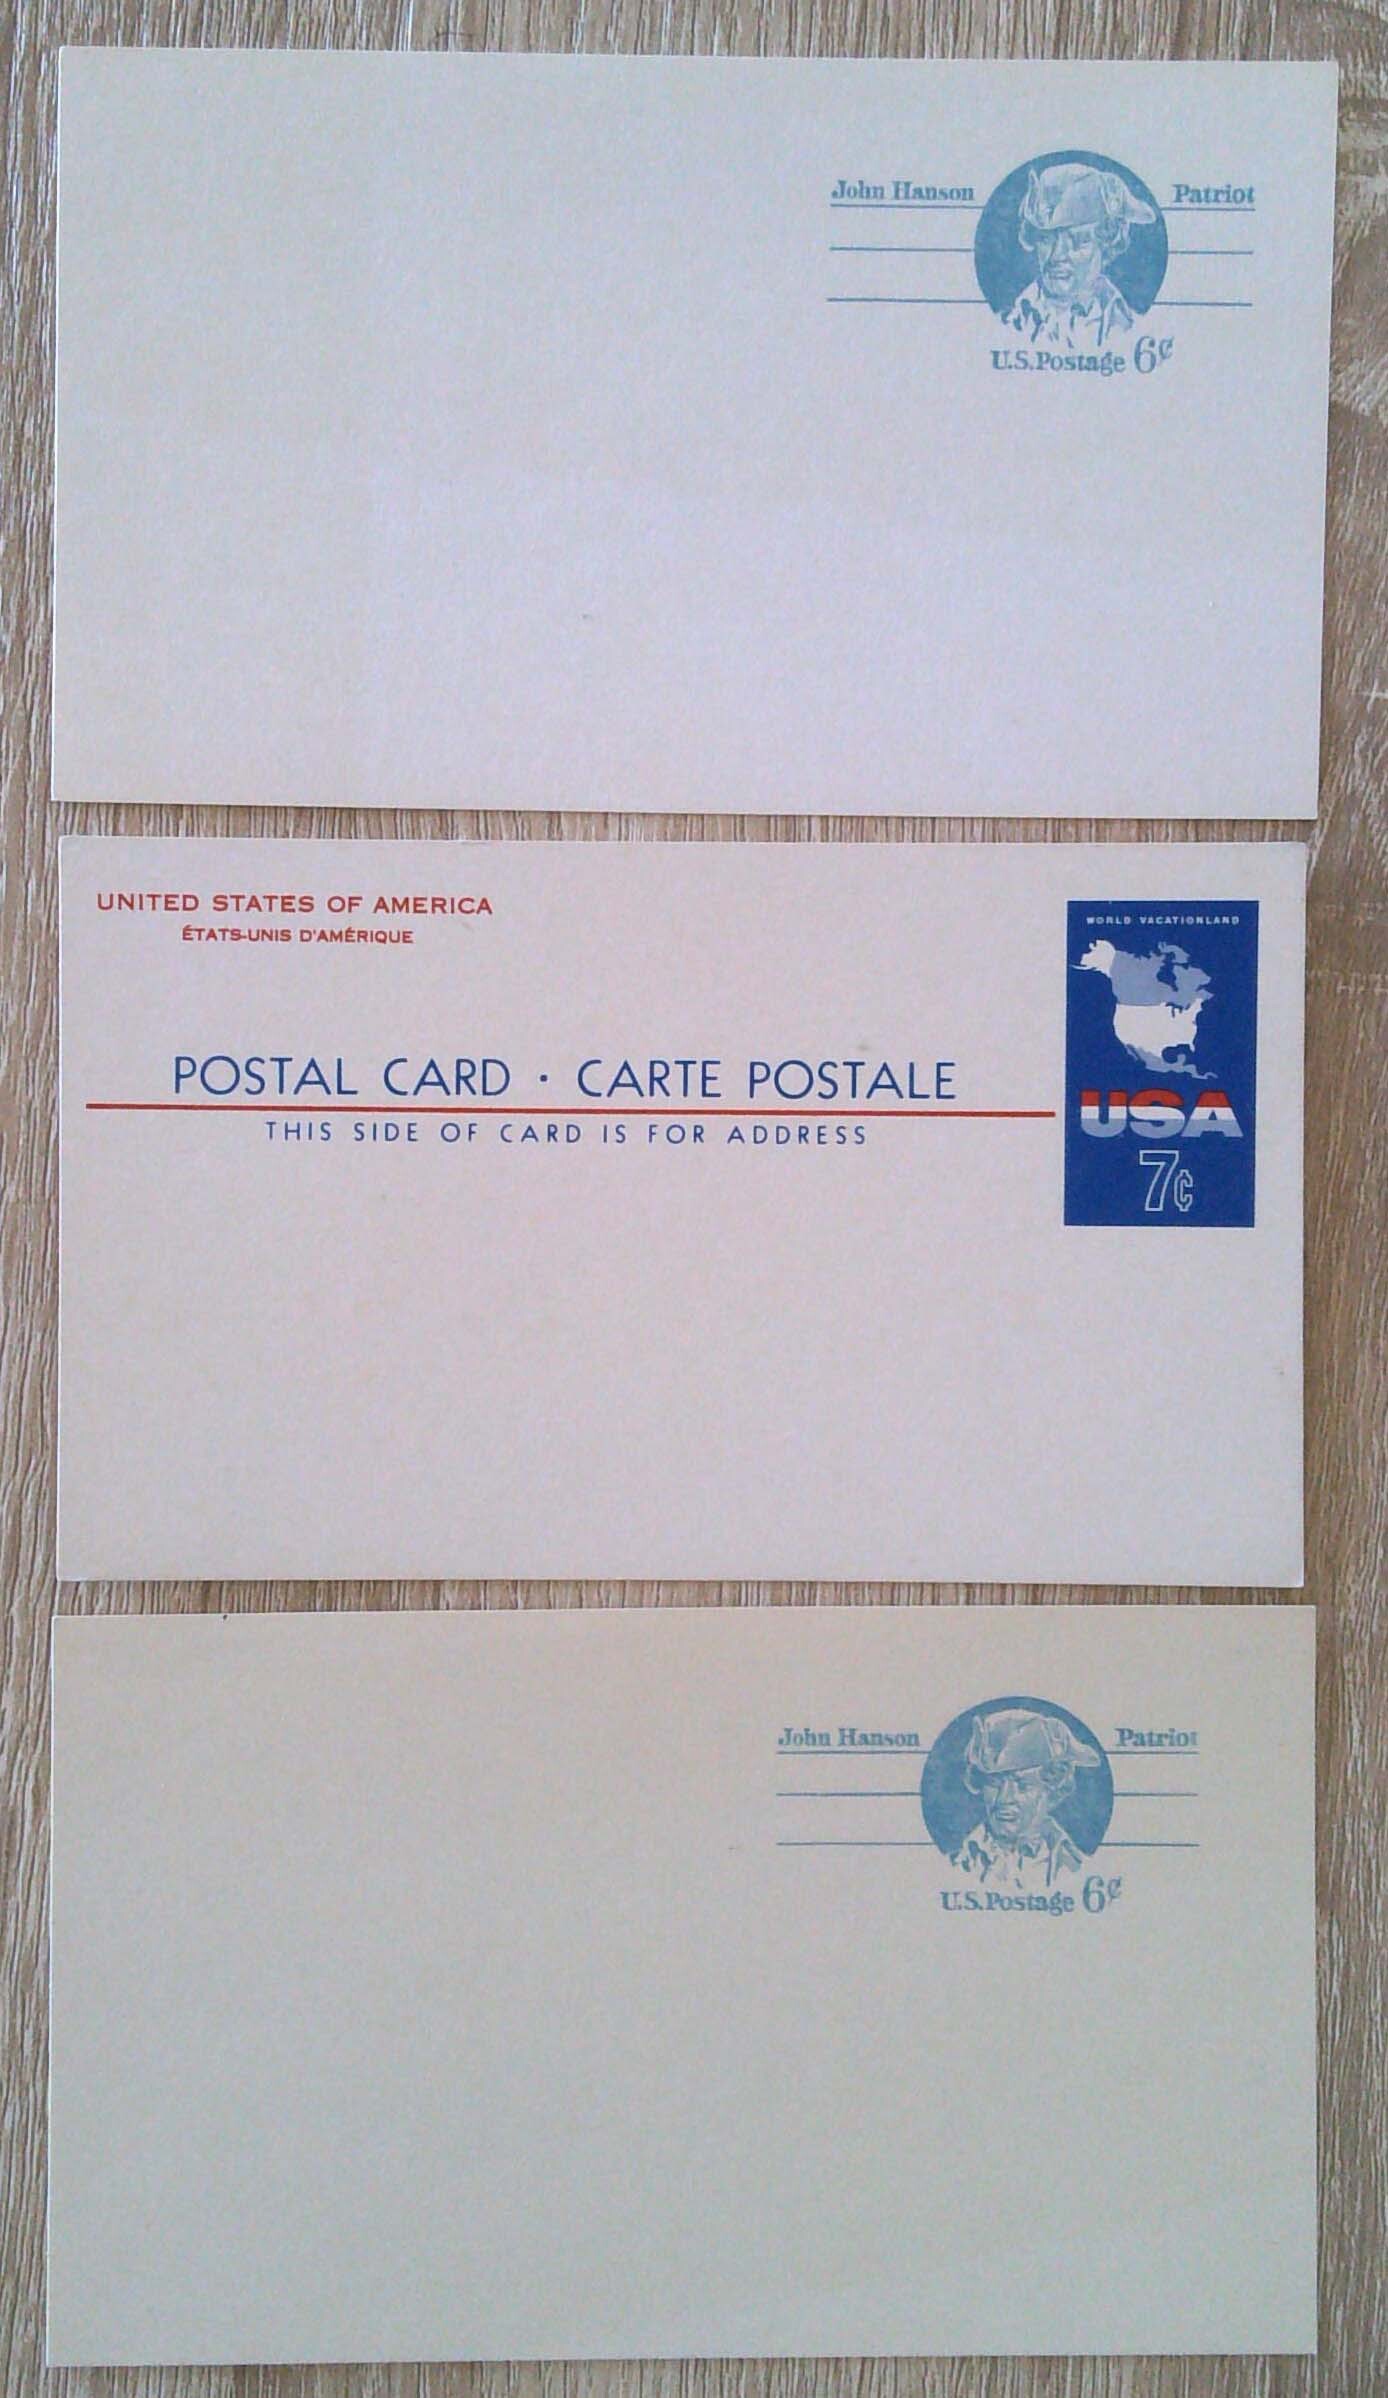 John Hanson Patriot
U.S.Postage 6¢
UNITED STATES OF AMERICA
ÉTATS-UNIS D'AMÉRIQUE
WORLD VACATIONLAND
POSTAL CARD · CARTE POSTALE
THIS SIDE OF CARD IS FOR ADDRESS
USA
7¢
John Hanson Patriot
U.S.Postage 6¢